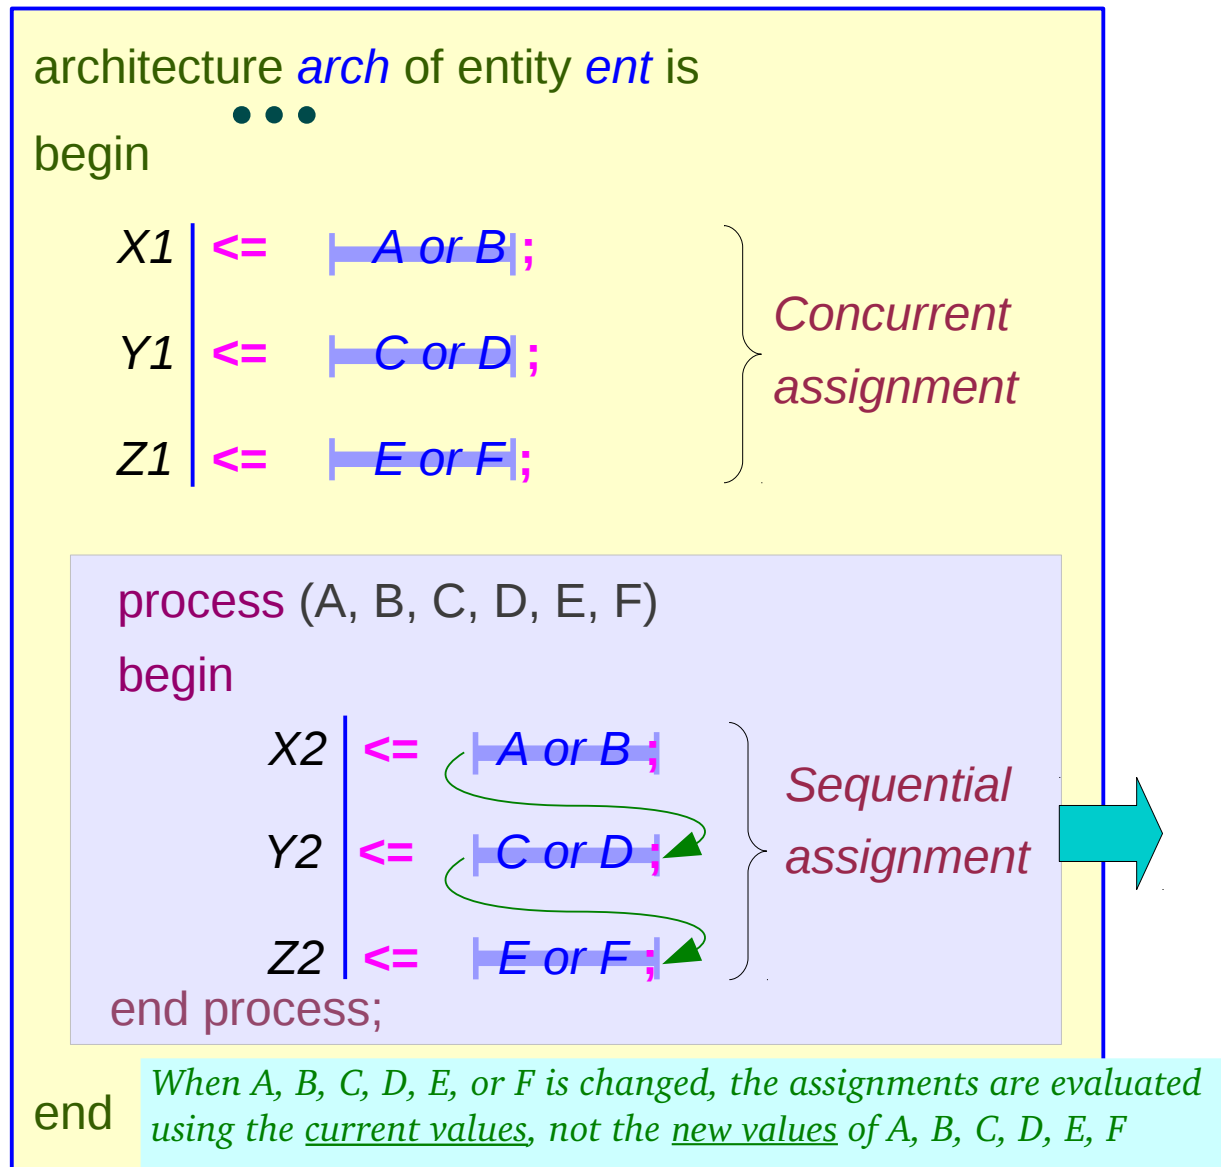 architecture arch of entity ent is
•••
begin
X1 <= A or B ;
Y1 <= C or D ;
Z1 <= E or F ;
Concurrent
assignment
process (A, B, C, D, E, F)
begin
X2 <= A or B ;
Y2 <= C or D ;
Z2 <= E or F ;
Sequential
assignment
end process;
end
When A, B, C, D, E, or F is changed, the assignments are evaluated
using the current values, not the new values of A, B, C, D, E, F